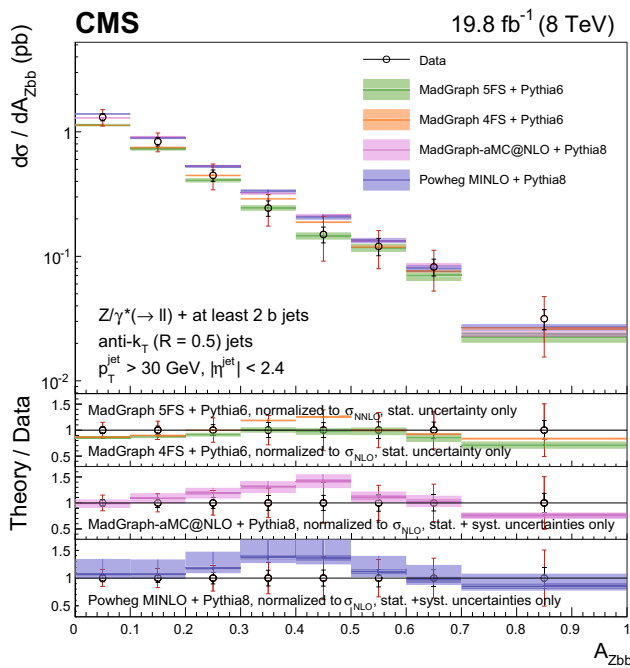 CMS 19.8 fb⁻¹ (8 TeV)
dσ / dA_Zbb (pb)
Data
MadGraph 5FS + Pythia6
MadGraph 4FS + Pythia6
MadGraph-aMC@NLO + Pythia8
Powheg MINLO + Pythia8
1
10⁻¹
10⁻²
Z/γ*(→ ll) + at least 2 b jets
anti-k_T (R = 0.5) jets
p_T^jet > 30 GeV, |η^jet| < 2.4
Theory / Data
1.5
MadGraph 5FS + Pythia6, normalized to σ_NNLO, stat. uncertainty only
1
MadGraph 4FS + Pythia6, normalized to σ_NLO, stat. uncertainty only
0.5
1.5
1
0.5
MadGraph-aMC@NLO + Pythia8, normalized to σ_NLO, stat. + syst. uncertainties only
1.5
1
0.5
Powheg MINLO + Pythia8, normalized to σ_NLO, stat. +syst. uncertainties only
0 0.1 0.2 0.3 0.4 0.5 0.6 0.7 0.8 0.9 1
A_Zbb